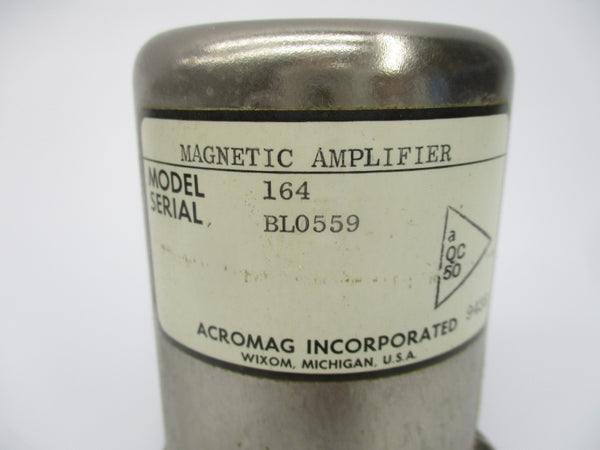 MAGNETIC AMPLIFIER
MODEL 164
SERIAL BL0559
a
QC
50
ACROMAG INCORPORATED
WIXOM, MICHIGAN, U.S.A.